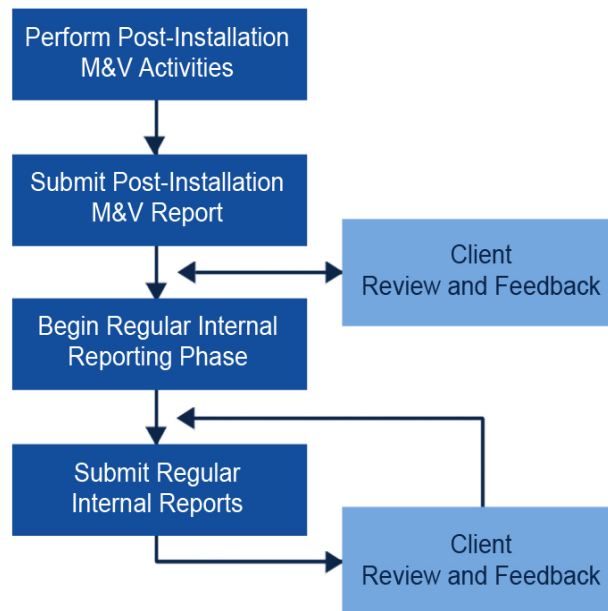 Perform Post-Installation
M&V Activities
Submit Post-Installation
M&V Report
Client
Review and Feedback
Begin Regular Internal
Reporting Phase
Submit Regular
Internal Reports
Client
Review and Feedback